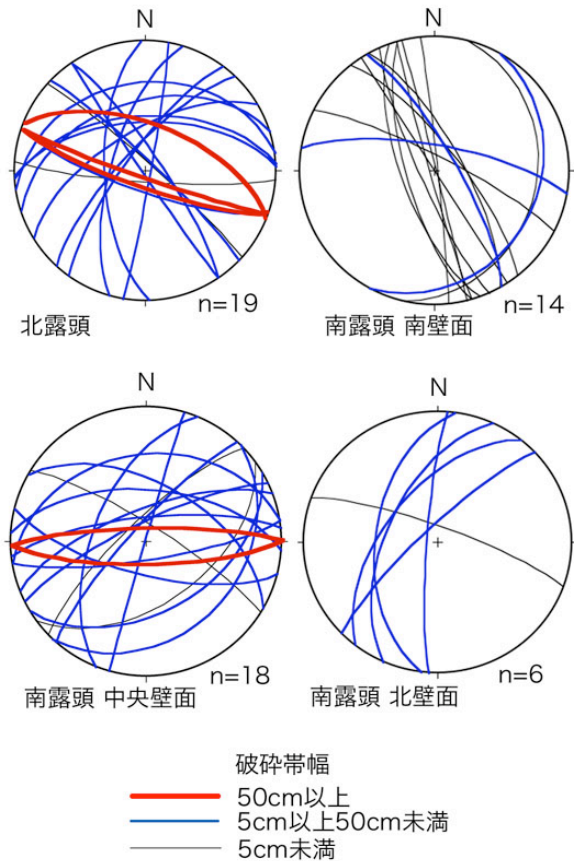 N
N
n=19
n=14
北露頭
南露頭 南壁面
N
N
n=18
n=6
南露頭 中央壁面
南露頭 北壁面
破砕帯幅
50cm以上
5cm以上50cm未満
5cm未満